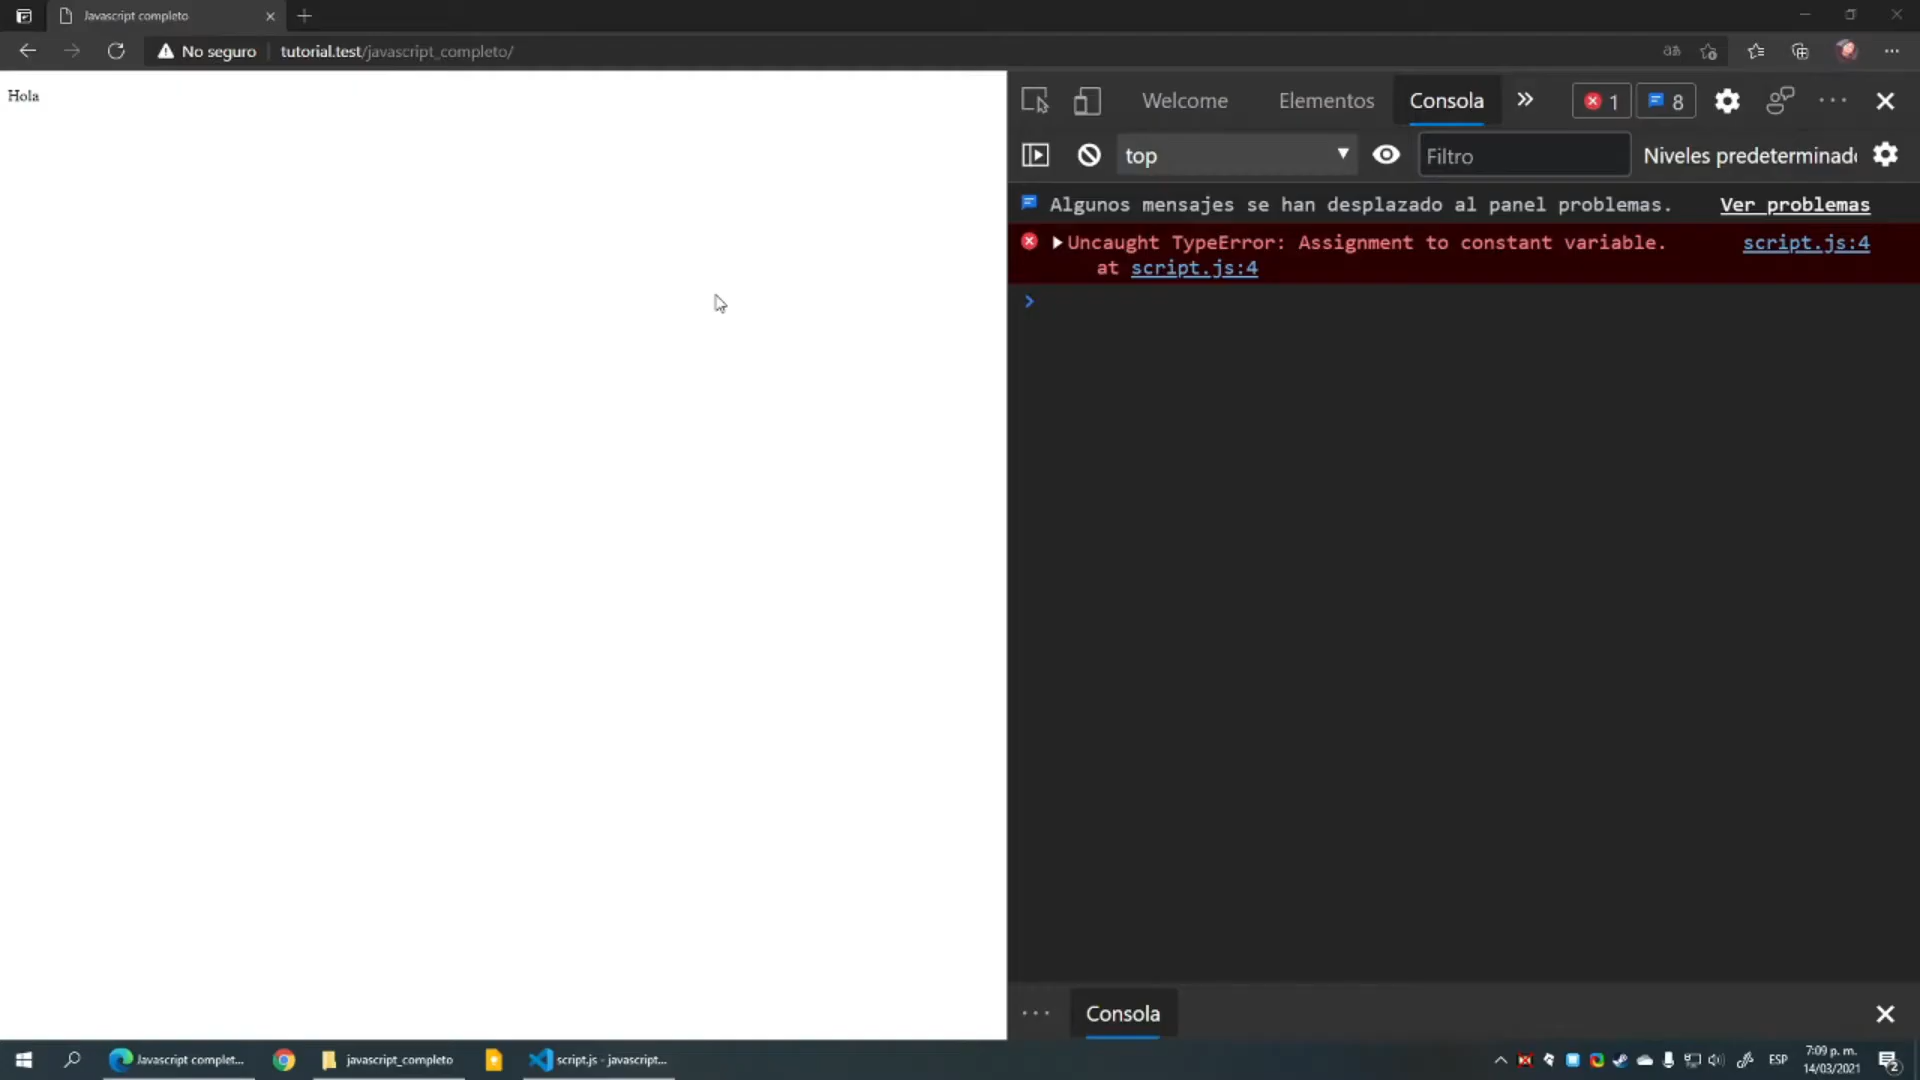 Javascript completo
No seguro
tutorial.test/javascript_completo/
Hola
Welcome
Elementos
Consola
1
8
top
Filtro
Niveles predeterminad
Algunos mensajes se han desplazado al panel problemas. Ver problemas
Uncaught TypeError: Assignment to constant variable. script.js:4
at script.js:4
Consola
Javascript complet...
javascript_completo
script.js - javascript...
ESP
7:09 p. m.
14/03/2021
2